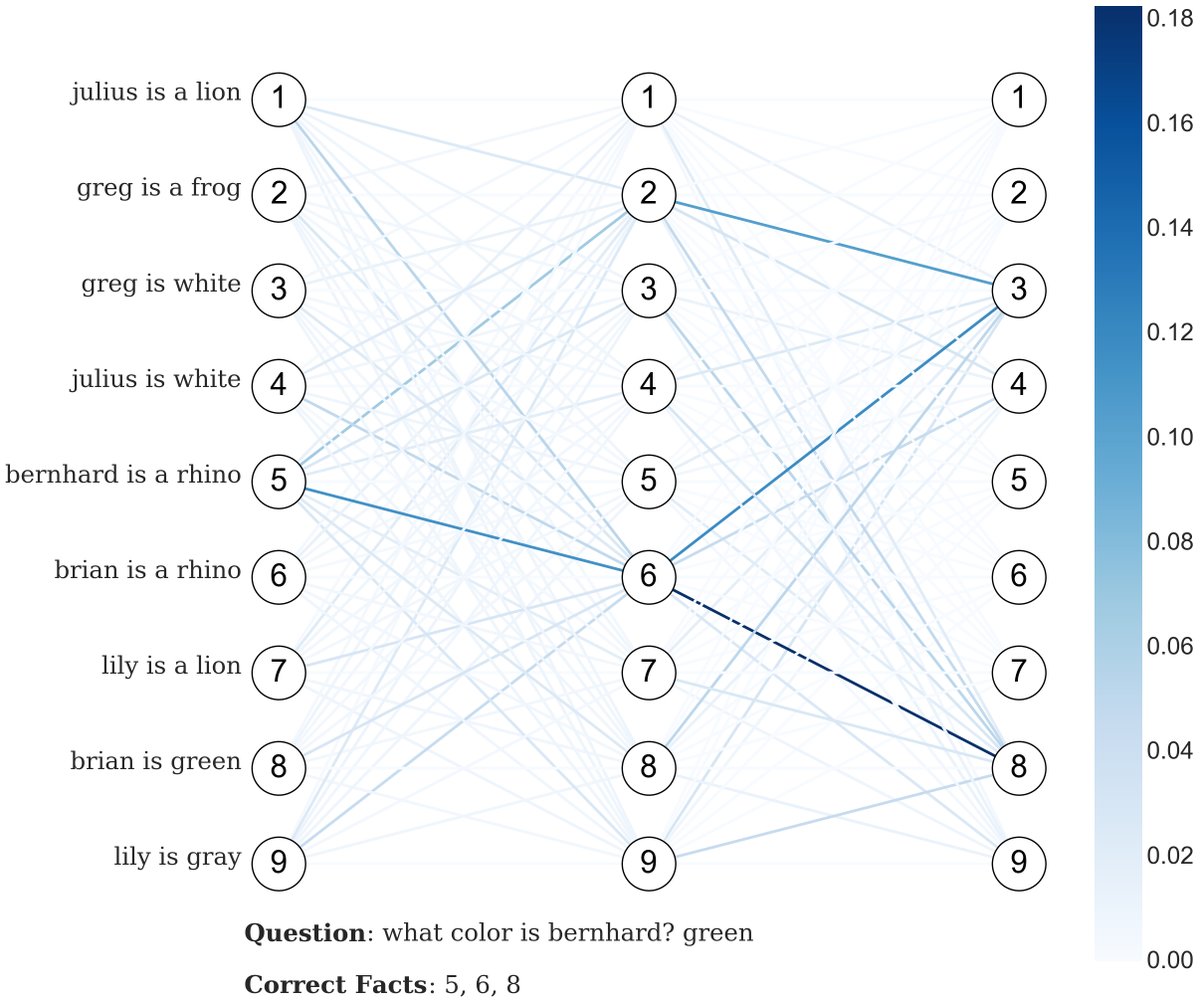 julius is a lion 1 1 1
greg is a frog 2 2 2
greg is white 3 3 3
julius is white 4 4 4
bernhard is a rhino 5 5 5
brian is a rhino 6 6 6
lily is a lion 7 7 7
brian is green 8 8 8
lily is gray 9 9 9
Question: what color is bernhard? green
Correct Facts: 5, 6, 8
0.18
0.16
0.14
0.12
0.10
0.08
0.06
0.04
0.02
0.00